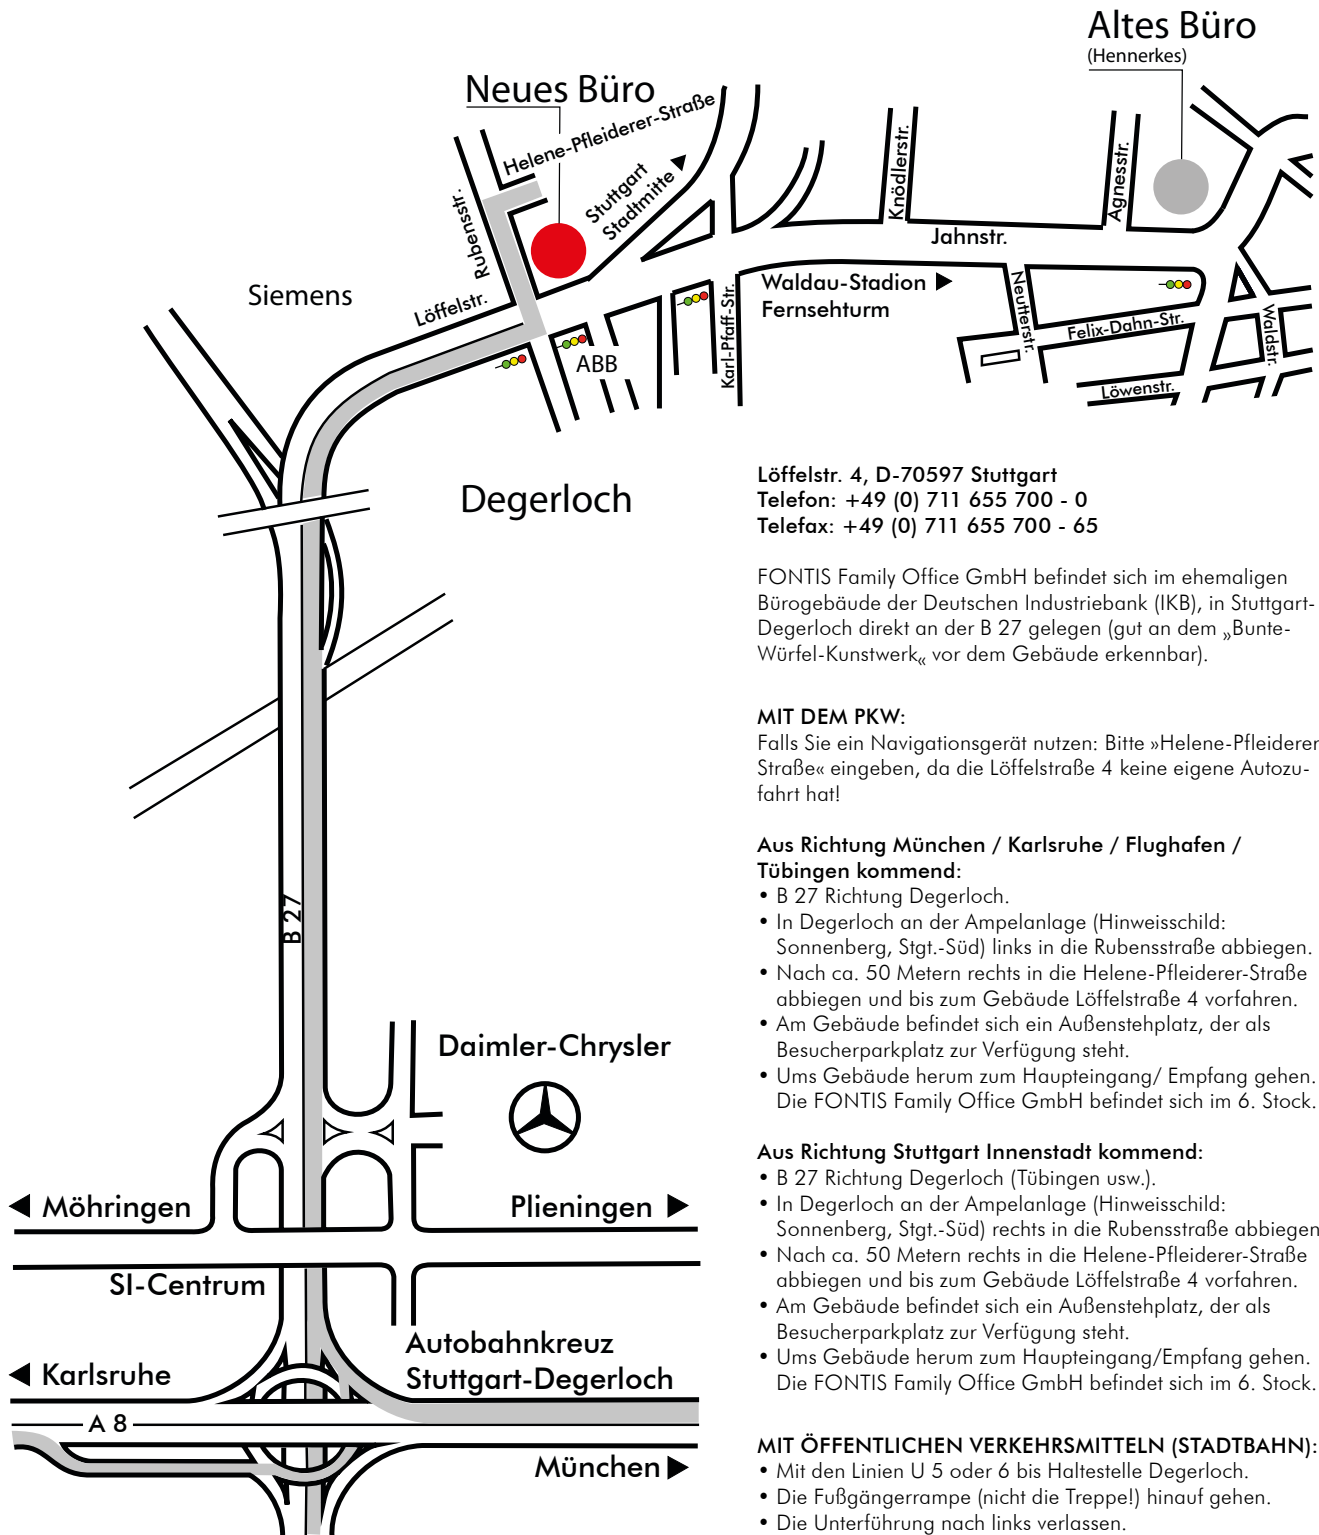 Altes Büro
(Hennerkes)
Neues Büro
Helene-Pfleiderer-Straße
Stuttgart
Stadtmitte
Rubensstr.
Knödlerstr.
Agnesstr.
Jahnstr.
Siemens
Löffelstr.
Waldau-Stadion
Fernsehturm
Karl-Pfaff-Str.
Neutterstr.
Felix-Dahn-Str.
Waldstr.
Löwenstr.
ABB
Degerloch
B 27
Daimler-Chrysler
Möhringen
Plieningen
SI-Centrum
Autobahnkreuz
Stuttgart-Degerloch
Karlsruhe
A 8
München
Löffelstr. 4, D-70597 Stuttgart
Telefon: +49 (0) 711 655 700 - 0
Telefax: +49 (0) 711 655 700 - 65
FONTIS Family Office GmbH befindet sich im ehemaligen
Bürogebäude der Deutschen Industriebank (IKB), in Stuttgart-
Degerloch direkt an der B 27 gelegen (gut an dem „Bunte-
Würfel-Kunstwerk„ vor dem Gebäude erkennbar).
MIT DEM PKW:
Falls Sie ein Navigationsgerät nutzen: Bitte »Helene-Pfleiderer
Straße« eingeben, da die Löffelstraße 4 keine eigene Autozu-
fahrt hat!
Aus Richtung München / Karlsruhe / Flughafen /
Tübingen kommend:
• B 27 Richtung Degerloch.
• In Degerloch an der Ampelanlage (Hinweisschild:
Sonnenberg, Stgt.-Süd) links in die Rubensstraße abbiegen.
• Nach ca. 50 Metern rechts in die Helene-Pfleiderer-Straße
abbiegen und bis zum Gebäude Löffelstraße 4 vorfahren.
• Am Gebäude befindet sich ein Außenstehplatz, der als
Besucherparkplatz zur Verfügung steht.
• Ums Gebäude herum zum Haupteingang/ Empfang gehen.
Die FONTIS Family Office GmbH befindet sich im 6. Stock.
Aus Richtung Stuttgart Innenstadt kommend:
• B 27 Richtung Degerloch (Tübingen usw.).
• In Degerloch an der Ampelanlage (Hinweisschild:
Sonnenberg, Stgt.-Süd) rechts in die Rubensstraße abbiegen
• Nach ca. 50 Metern rechts in die Helene-Pfleiderer-Straße
abbiegen und bis zum Gebäude Löffelstraße 4 vorfahren.
• Am Gebäude befindet sich ein Außenstehplatz, der als
Besucherparkplatz zur Verfügung steht.
• Ums Gebäude herum zum Haupteingang/Empfang gehen.
Die FONTIS Family Office GmbH befindet sich im 6. Stock.
MIT ÖFFENTLICHEN VERKEHRSMITTELN (STADTBAHN):
• Mit den Linien U 5 oder 6 bis Haltestelle Degerloch.
• Die Fußgängerrampe (nicht die Treppe!) hinauf gehen.
• Die Unterführung nach links verlassen.